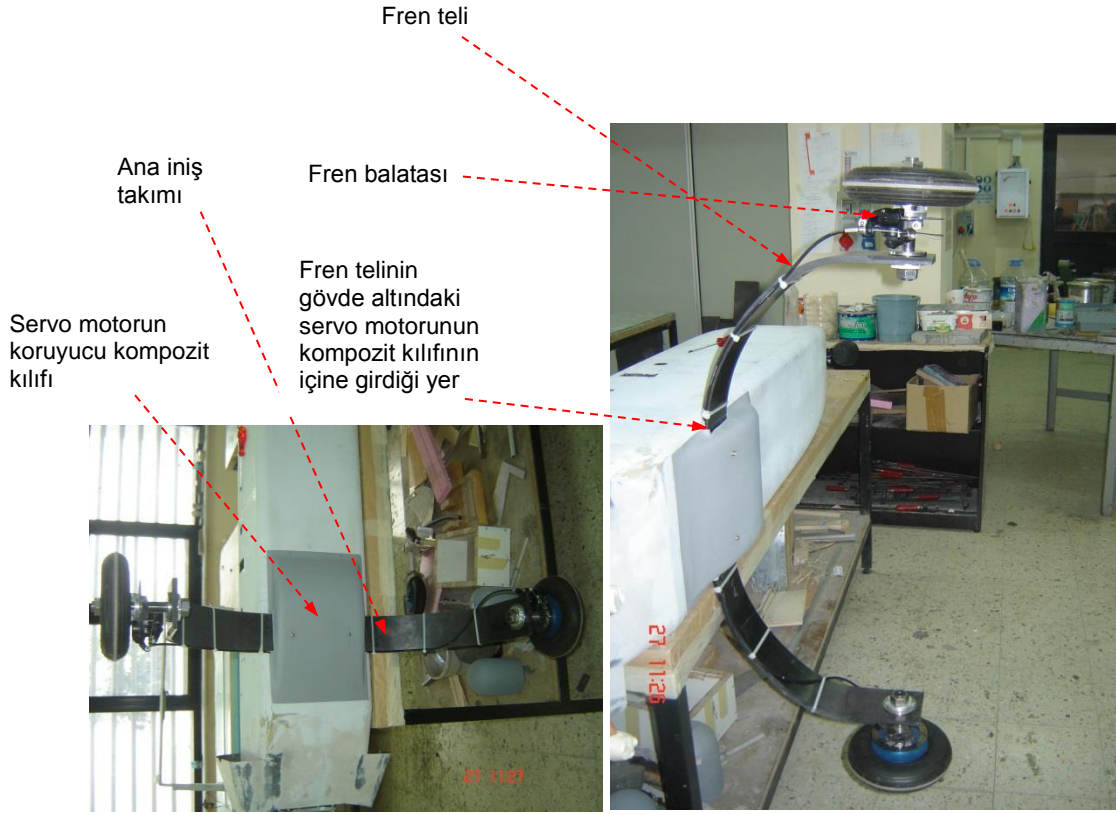 Fren teli
Ana iniş
takımı
Fren balatası
Fren telinin
gövde altındaki
servo motorunun
kompozit kılıfının
içine girdiği yer
Servo motorun
koruyucu kompozit
kılıfı
27 11:26
27 11:27